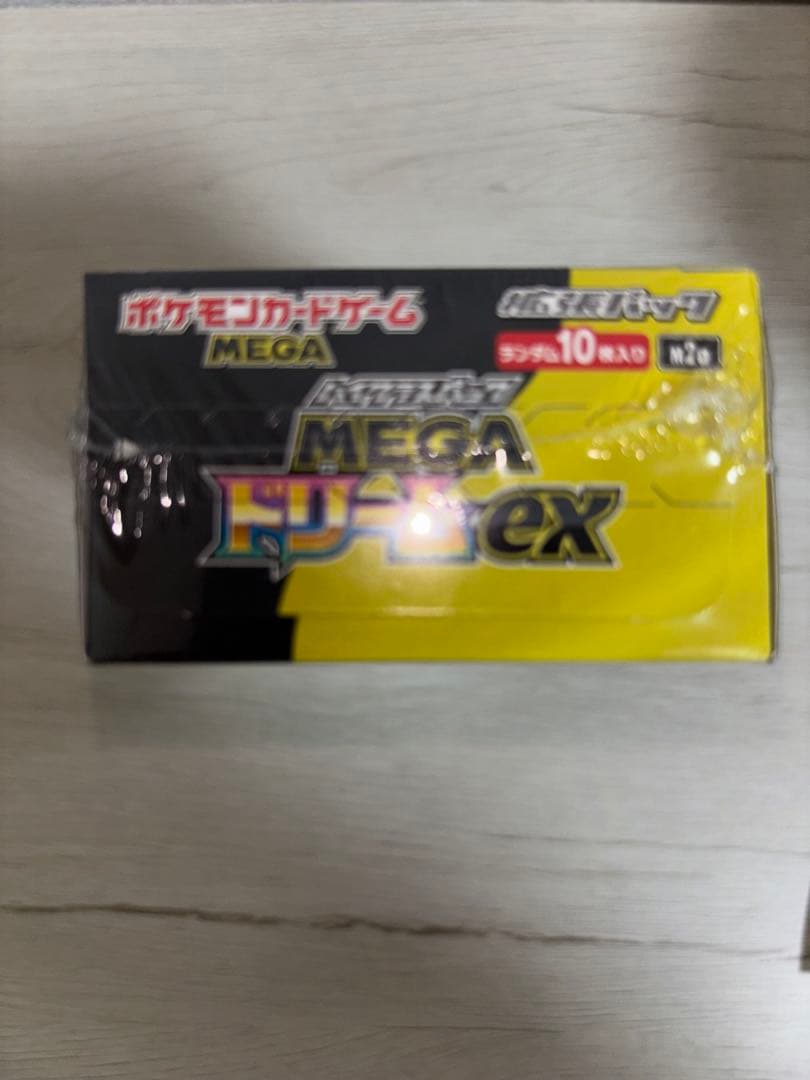 ポケモンカードゲーム
MEGA
拡張パック
ランダム10枚入り
M2a
ハイクラスパック
MEGA
ドリームex